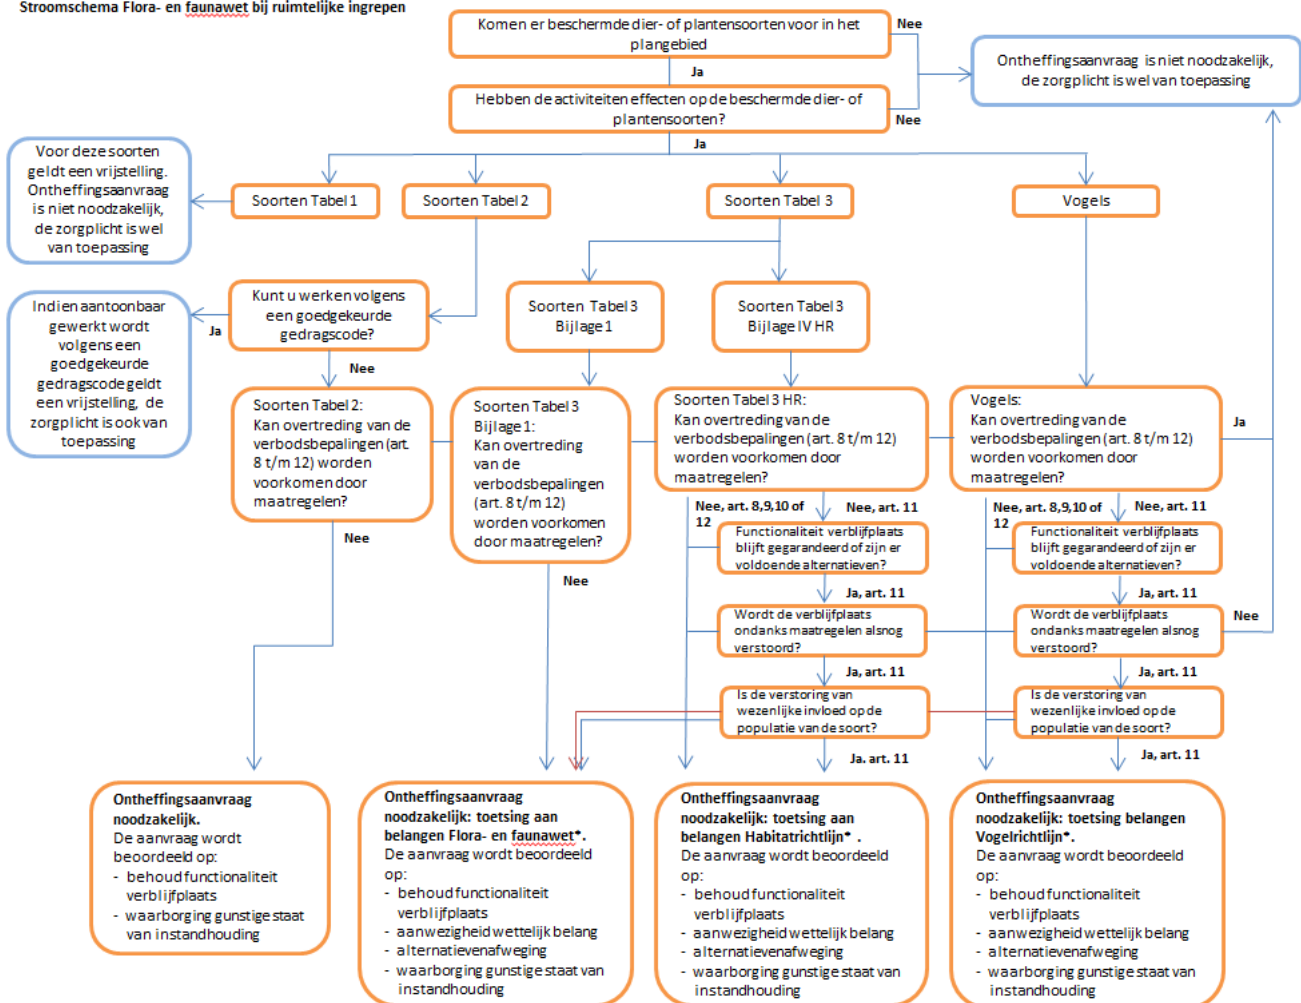 Stroomschema Flora- en faunawet bij ruimtelijke ingrepen
Komen er beschermde dier- of plantensoorten voor in het
plangebied
Nee
Ja
Ontheffingsaanvraag is niet noodzakelijk,
de zorgplicht is wel van toepassing
Hebben de activiteiten effecten op de beschermde dier- of
plantensoorten?
Nee
Ja
Voor deze soorten
geldt een vrijstelling.
Ontheffingsaanvraag
is niet noodzakelijk,
de zorgplicht is wel
van toepassing
Soorten Tabel 1
Soorten Tabel 2
Soorten Tabel 3
Vogels
Indien aantoonbaar
gewerkt wordt
volgens een
goedgekeurde
gedragscode geldt
een vrijstelling, de
zorgplicht is ook van
toepassing
Ja
Kunt u werken volgens
een goedgekeurde
gedragscode?
Nee
Soorten Tabel 3
Bijlage 1
Soorten Tabel 3
Bijlage IV HR
Soorten Tabel 2:
Kan overtreding van de
verbodsbepalingen (art.
8 t/m 12) worden
voorkomen door
maatregelen?
Nee
Soorten Tabel 3
Bijlage 1:
Kan overtreding
van de
verbodsbepalingen
(art. 8 t/m 12)
worden voorkomen
door maatregelen?
Nee
Soorten Tabel 3 HR:
Kan overtreding van de
verbodsbepalingen (art. 8 t/m 12)
worden voorkomen door
maatregelen?
Vogels:
Kan overtreding van de
verbodsbepalingen (art. 8 t/m 12)
worden voorkomen door
maatregelen?
Ja
Nee, art. 8,9,10 of
12
Nee, art. 11
Functionaliteit verblijfplaats
blijft gegarandeerd of zijn er
voldoende alternatieven?
Ja, art. 11
Wordt de verblijfplaats
ondanks maatregelen alsnog
verstoord?
Ja, art. 11
Is de verstoring van
wezenlijke invloed op de
populatie van de soort?
Ja. art. 11
Nee, art. 8,9,10 of
12
Nee, art. 11
Functionaliteit verblijfplaats
blijft gegarandeerd of zijn er
voldoende alternatieven?
Ja, art. 11
Wordt de verblijfplaats
ondanks maatregelen alsnog
verstoord?
Nee
Ja, art. 11
Is de verstoring van
wezenlijke invloed op de
populatie van de soort?
Ja, art. 11
Ontheffingsaanvraag
noodzakelijk.
De aanvraag wordt
beoordeeld op:
- behoud functionaliteit
verblijfplaats
- waarborging gunstige staat
van instandhouding
Ontheffingsaanvraag
noodzakelijk: toetsing aan
belangen Flora- en faunawet*.
De aanvraag wordt beoordeeld
op:
- behoud functionaliteit
verblijfplaats
- aanwezigheid wettelijk belang
- alternatievenafweging
- waarborging gunstige staat van
instandhouding
Ontheffingsaanvraag
noodzakelijk: toetsing aan
belangen Habitatrichtlijn* .
De aanvraag wordt beoordeeld
op:
- behoud functionaliteit
verblijfplaats
- aanwezigheid wettelijk belang
- alternatievenafweging
- waarborging gunstige staat van
instandhouding
Ontheffingsaanvraag
noodzakelijk: toetsing belangen
Vogelrichtlijn*.
De aanvraag wordt beoordeeld
op:
- behoud functionaliteit
verblijfplaats
- aanwezigheid wettelijk belang
- alternatievenafweging
- waarborging gunstige staat van
instandhouding